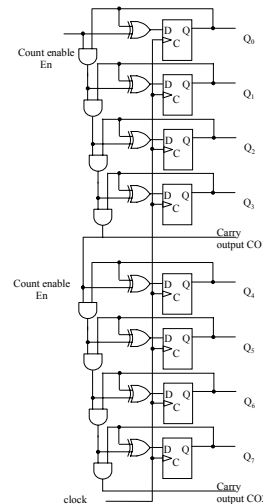 D Q
C
Q0
Count enable
En
D Q
C
Q1
D Q
C
Q2
D Q
C
Q3
Carry
output CO
Count enable
En
D Q
C
Q4
D Q
C
Q5
D Q
C
Q6
D Q
C
Q7
Carry
output CO
clock